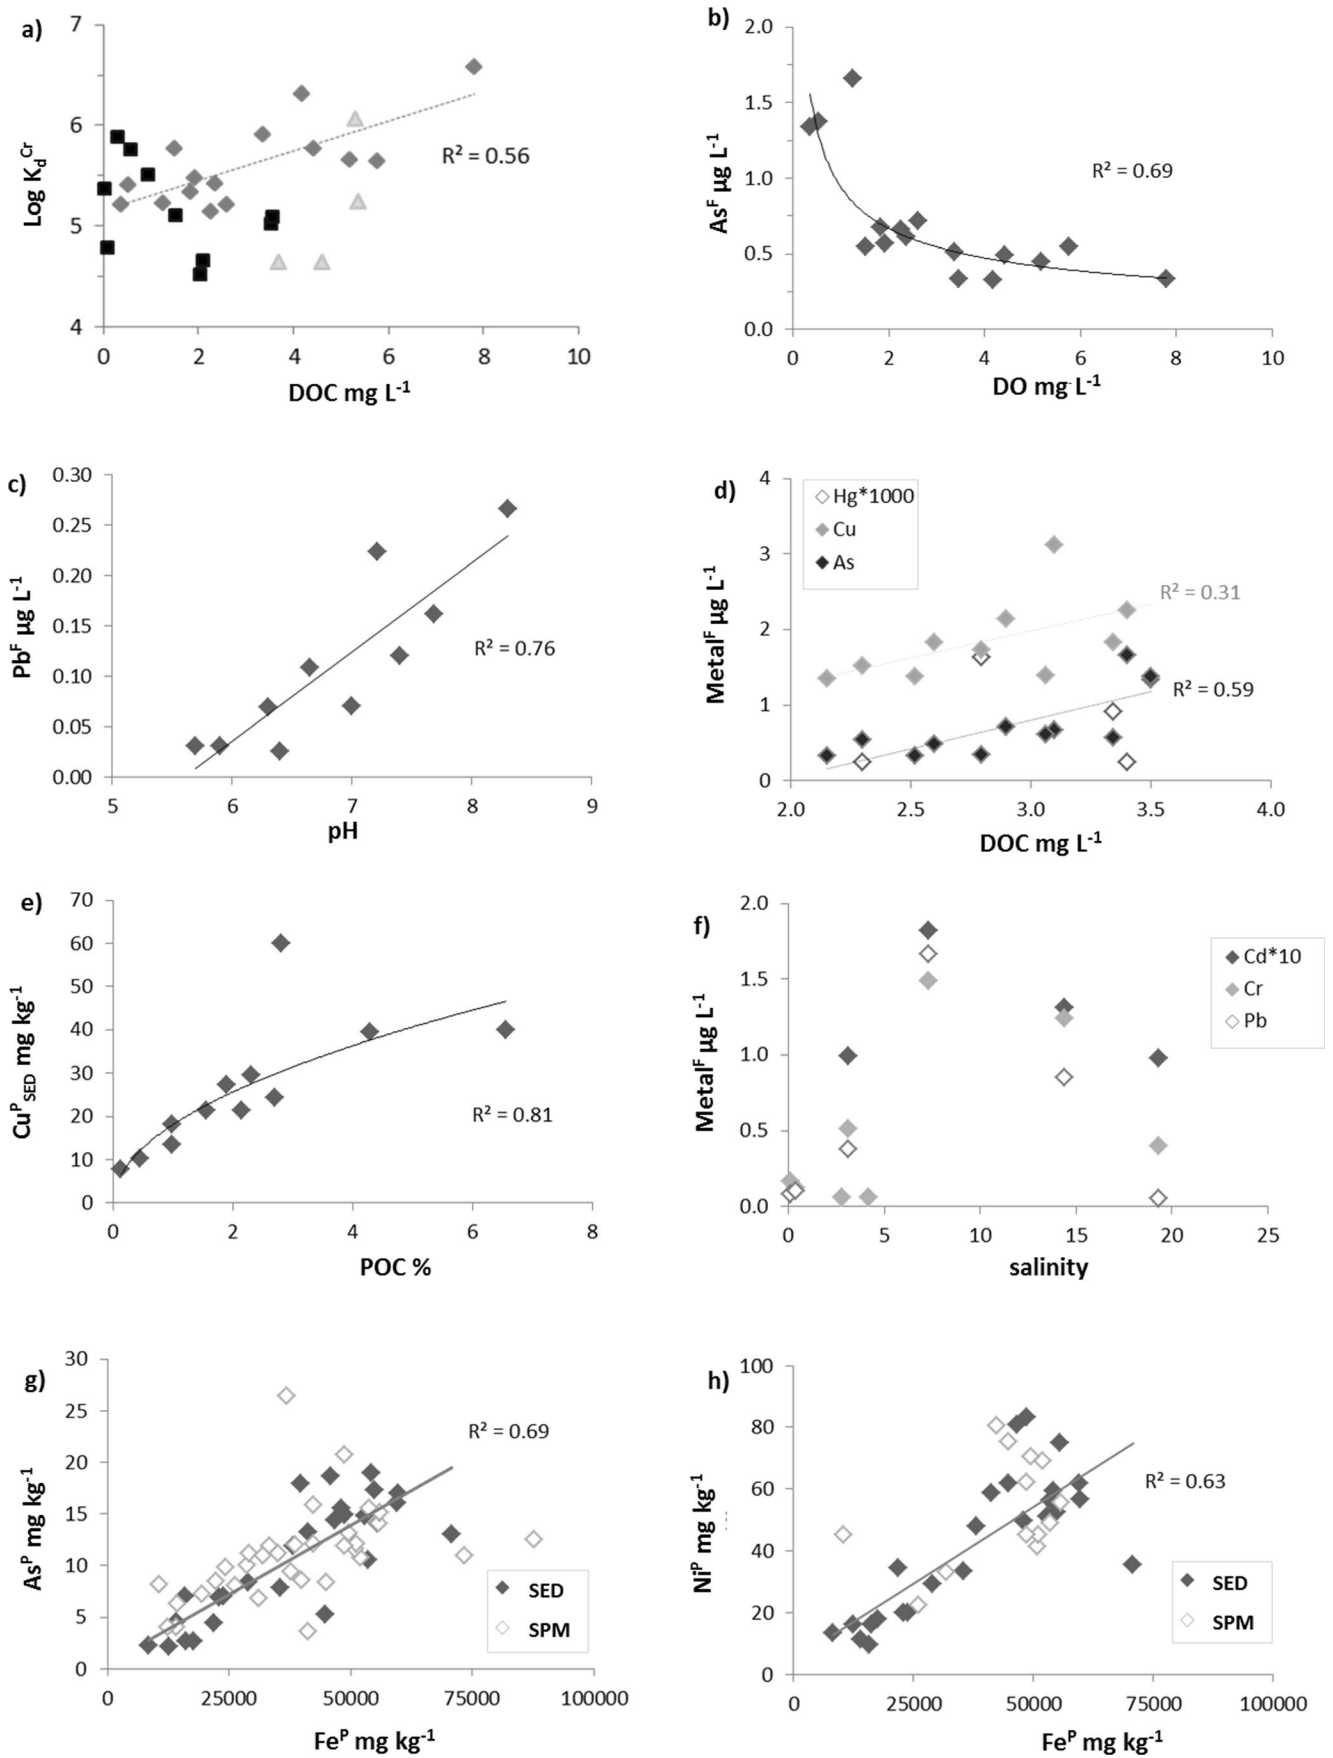 a)
7
6
5
4
Log K_d^Cr
R² = 0.56
0 2 4 6 8 10
DOC mg L⁻¹
b)
2.0
1.5
1.0
0.5
0.0
As^F µg L⁻¹
R² = 0.69
0 2 4 6 8 10
DO mg L⁻¹
c)
0.30
0.25
0.20
0.15
0.10
0.05
0.00
Pb^F µg L⁻¹
R² = 0.76
5 6 7 8 9
pH
d)
4
3
2
1
0
Metal^F µg L⁻¹
Hg*1000
Cu
As
R² = 0.31
R² = 0.59
2.0 2.5 3.0 3.5 4.0
DOC mg L⁻¹
e)
70
60
50
40
30
20
10
0
Cu^P_SED mg kg⁻¹
R² = 0.81
0 2 4 6 8
POC %
f)
2.0
1.5
1.0
0.5
0.0
Metal^F µg L⁻¹
Cd*10
Cr
Pb
0 5 10 15 20 25
salinity
g)
30
25
20
15
10
5
0
As^P mg kg⁻¹
R² = 0.69
SED
SPM
0 25000 50000 75000 100000
Fe^P mg kg⁻¹
h)
100
80
60
40
20
0
Ni^P mg kg⁻¹
R² = 0.63
SED
SPM
0 25000 50000 75000 100000
Fe^P mg kg⁻¹